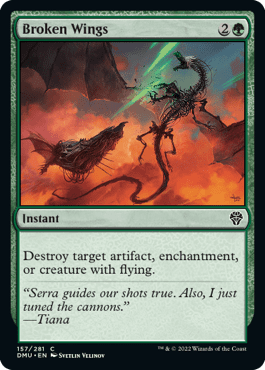 Broken Wings 2
Instant
Destroy target artifact, enchantment,
or creature with flying.
“Serra guides our shots true. Also, I just
tuned the cannons.”
—Tiana
157/281 C
DMU • EN Svetlin Velinov ™ & © 2022 Wizards of the Coast